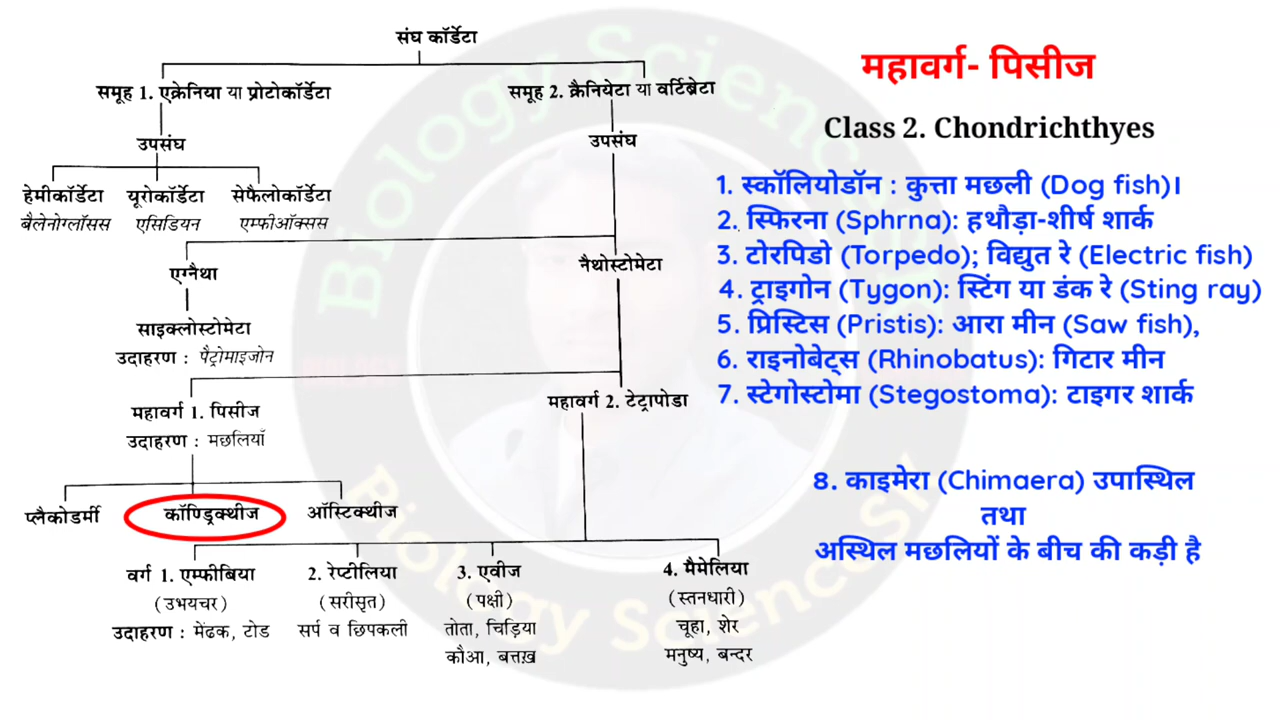 संघ कॉर्डेटा
समूह 1. एक्रेनिया या प्रोटोकॉर्डेटा
समूह 2. क्रैनियेटा या वर्टिब्रेटा
उपसंघ
उपसंघ
हेमीकॉर्डेटा
यूरोकॉर्डेटा
सेफैलोकॉर्डेटा
बैलेनोग्लॉसस
एसिडियन
एम्फीऑक्सस
एग्नैथा
नैथोस्टोमेटा
साइक्लोस्टोमेटा
उदाहरण : पैट्रोमाइजोन
महावर्ग 1. पिसीज
उदाहरण : मछलियाँ
महावर्ग 2. टेट्रापोडा
प्लैकोडर्मी
कॉण्ड्रिक्थीज
ऑस्टिक्थीज
वर्ग 1. एम्फीबिया
(उभयचर)
उदाहरण : मेंढक, टोड
2. रेप्टीलिया
(सरीसृत)
सर्प व छिपकली
3. एवीज
(पक्षी)
तोता, चिड़िया
कौआ, बत्तख़
4. मैमेलिया
(स्तनधारी)
चूहा, शेर
मनुष्य, बन्दर
महावर्ग- पिसीज
Class 2. Chondrichthyes
1. स्कॉलियोडॉन : कुत्ता मछली (Dog fish)।
2. स्फिरना (Sphrna): हथौड़ा-शीर्ष शार्क
3. टोरपिडो (Torpedo); विद्युत रे (Electric fish)
4. ट्राइगोन (Tygon): स्टिंग या डंक रे (Sting ray)
5. प्रिस्टिस (Pristis): आरा मीन (Saw fish),
6. राइनोबेट्स (Rhinobatus): गिटार मीन
7. स्टेगोस्टोमा (Stegostoma): टाइगर शार्क
8. काइमेरा (Chimaera) उपास्थिल
तथा
अस्थिल मछलियों के बीच की कड़ी है